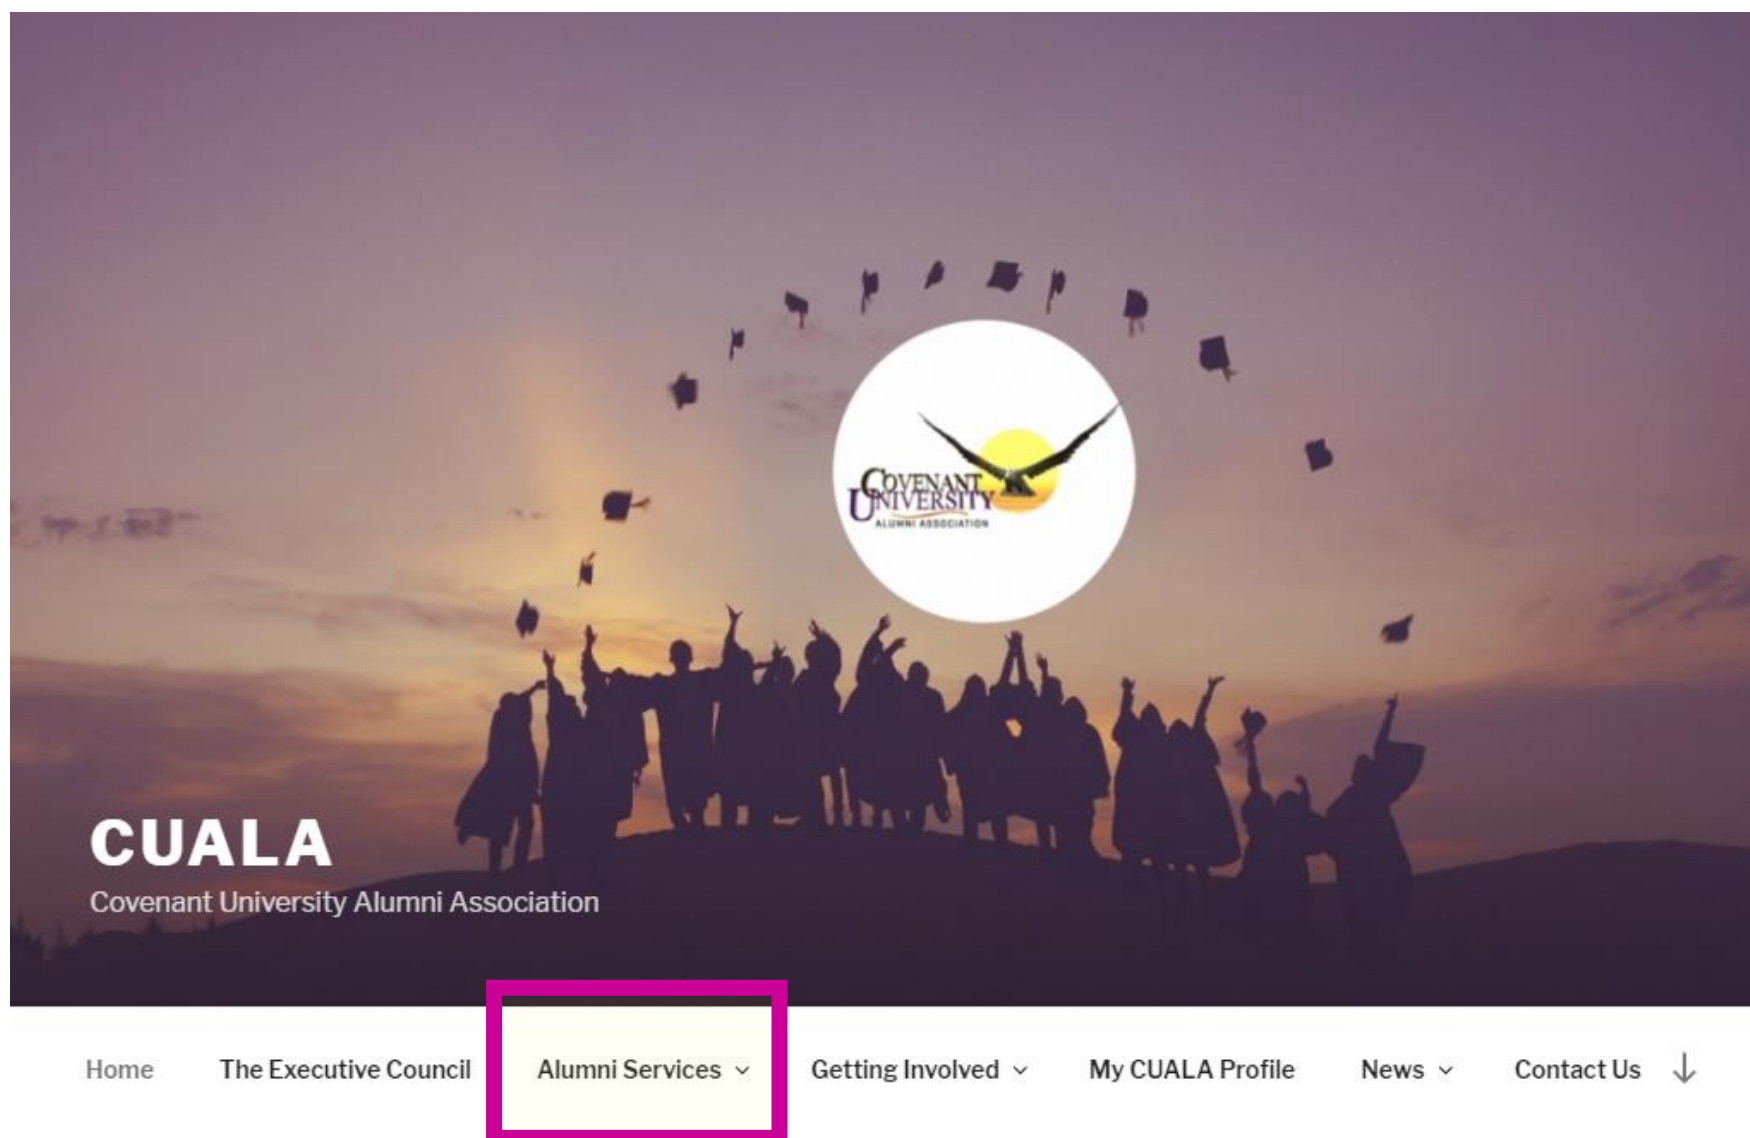 COVENANT
UNIVERSITY
ALUMNI ASSOCIATION
CUALA
Covenant University Alumni Association
Home The Executive Council Alumni Services Getting Involved My CUALA Profile News Contact Us